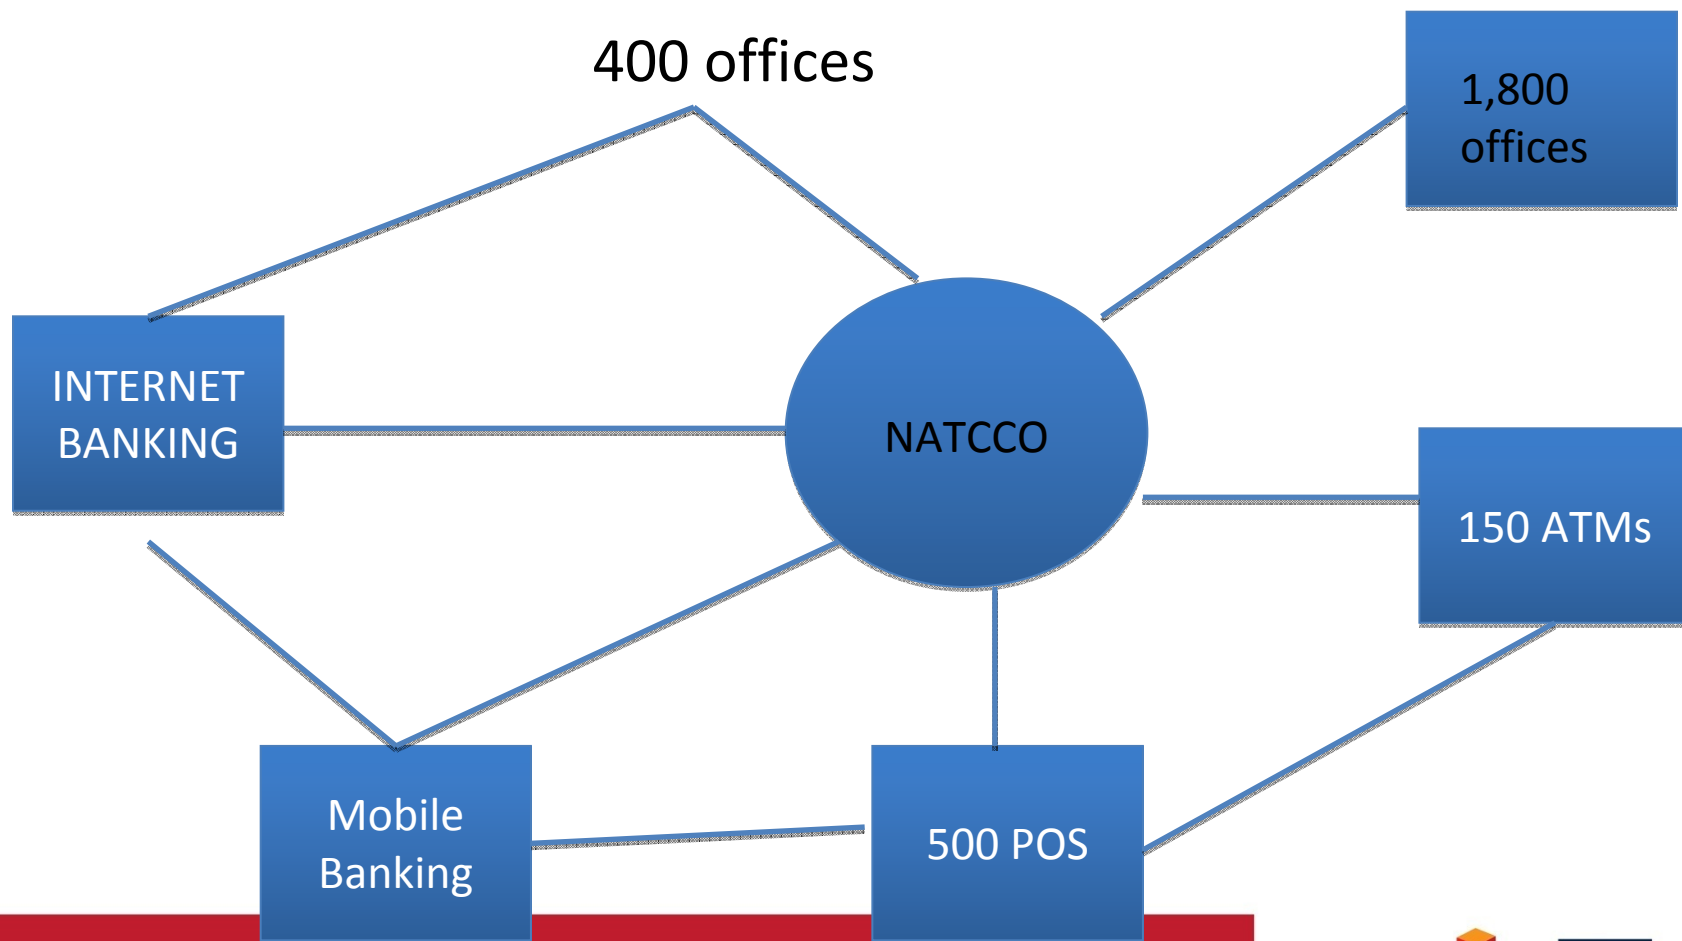 400 offices
1,800
offices
INTERNET
BANKING
NATCCO
150 ATMs
Mobile
Banking
500 POS